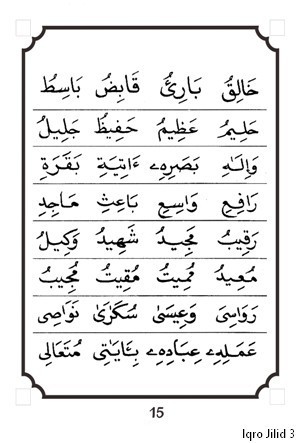 خَالِقُ بَارِئُ قَابِضُ بَاسِطُ
حَلِيمُ عَظِيمُ حَفِيظُ جَلِيلُ
وَإِلَـٰهِ بَصَرِهِۦ ءَاتِيَةِ بَقَرَةِ
رَافِعِ وَاسِعِ بَاعِثِ مَاجِدِ
رَقِيبُ مَجِيدُ شَهِيدُ وَكِيلُ
مُعِيدُ مُمِيتُ مُقِيتُ مُجِيبُ
رَوَاسِىَ وَعِيسَىٰ سُكَرَىٰ نَوَاصِى
عَمَلِهِۦ عِبَادِهِۦ بِـَٔايَـٰتِى مُتَعَالِى
15
Iqro Jilid 3